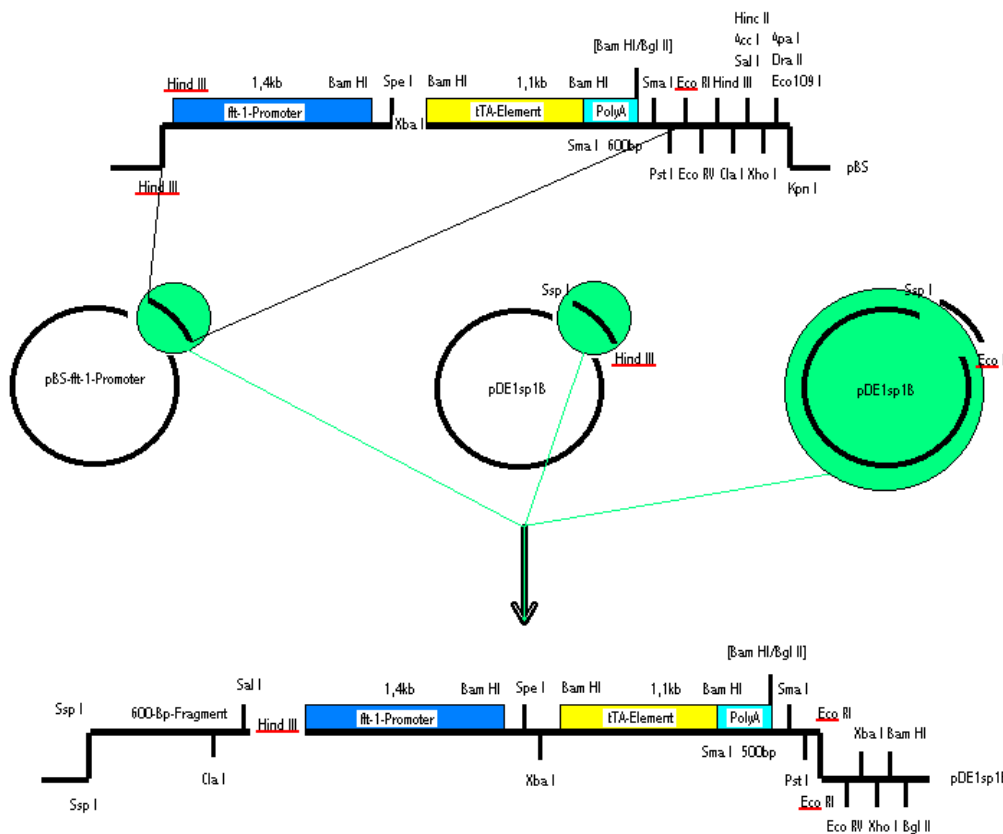 Hinc II
Acc I Apa I
[Bam HI/Bgl II] Sal I Dra II
Hind III 1,4kb Bam HI Spe I Bam HI 1,1kb Bam HI Sma I Eco RI Hind III Eco109 I
flt-1-Promoter tTA-Element PolyA
Xba I
Sma I 600bp
Hind III Pst I Eco RV Cla I Xho I Kpn I pBS
Ssp I Ssp I
Hind III Eco
pBS-flt-1-Promoter pDE1sp1B pDE1sp1B
[Bam HI/Bgl II]
Sal I 1,4kb Bam HI Spe I Bam HI 1,1kb Bam HI Sma I
Ssp I 600-Bp-Fragment Hind III flt-1-Promoter tTA-Element PolyA Eco RI
Xba I Bam HI
Cla I Xba I Sma I 500bp Pst I pDE1sp1
Ssp I Eco RI
Eco RV Xho I Bgl II